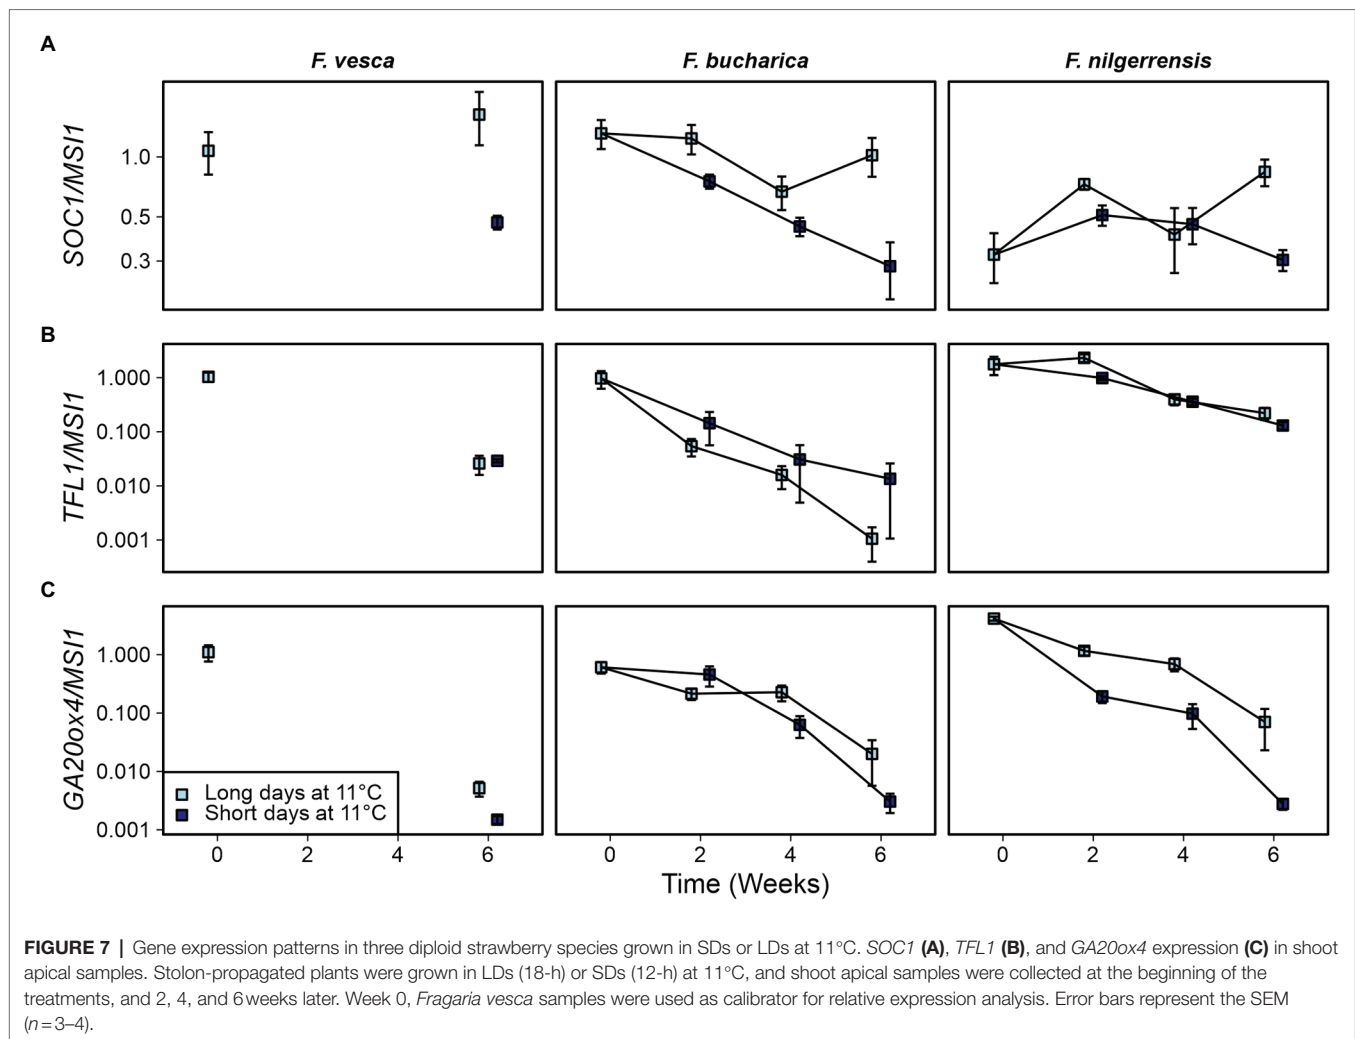 A
F. vesca
F. bucharica
F. nilgerrensis
SOC1/MSI1
1.0
0.5
0.3
B
TFL1/MSI1
1.000
0.100
0.010
0.001
C
GA20ox4/MSI1
1.000
0.100
0.010
0.001
Long days at 11°C
Short days at 11°C
0 2 4 6 0 2 4 6 0 2 4 6
Time (Weeks)
FIGURE 7 | Gene expression patterns in three diploid strawberry species grown in SDs or LDs at 11°C. SOC1 (A), TFL1 (B), and GA20ox4 expression (C) in shoot
apical samples. Stolon-propagated plants were grown in LDs (18-h) or SDs (12-h) at 11°C, and shoot apical samples were collected at the beginning of the
treatments, and 2, 4, and 6 weeks later. Week 0, Fragaria vesca samples were used as calibrator for relative expression analysis. Error bars represent the SEM
(n = 3–4).